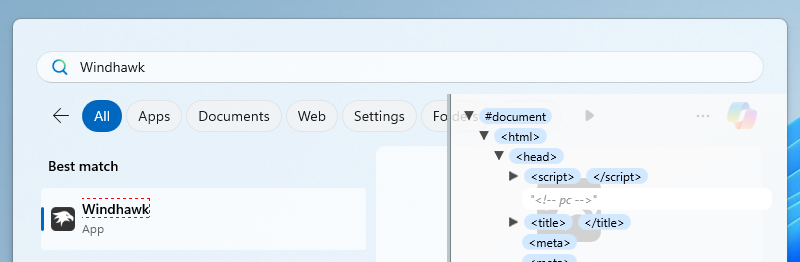 Windhawk
All Apps Documents Web Settings
#document
<html>
<head>
Best match
<script> </script>
"<!-- pc -->"
Windhawk
<title> </title>
App
<meta>